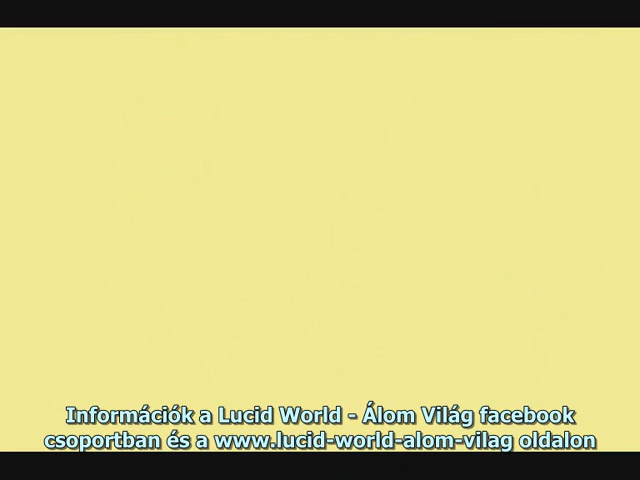 Információk a Lucid World - Álom Világ facebook
csoportban és a www.lucid-world-alom-vilag oldalon